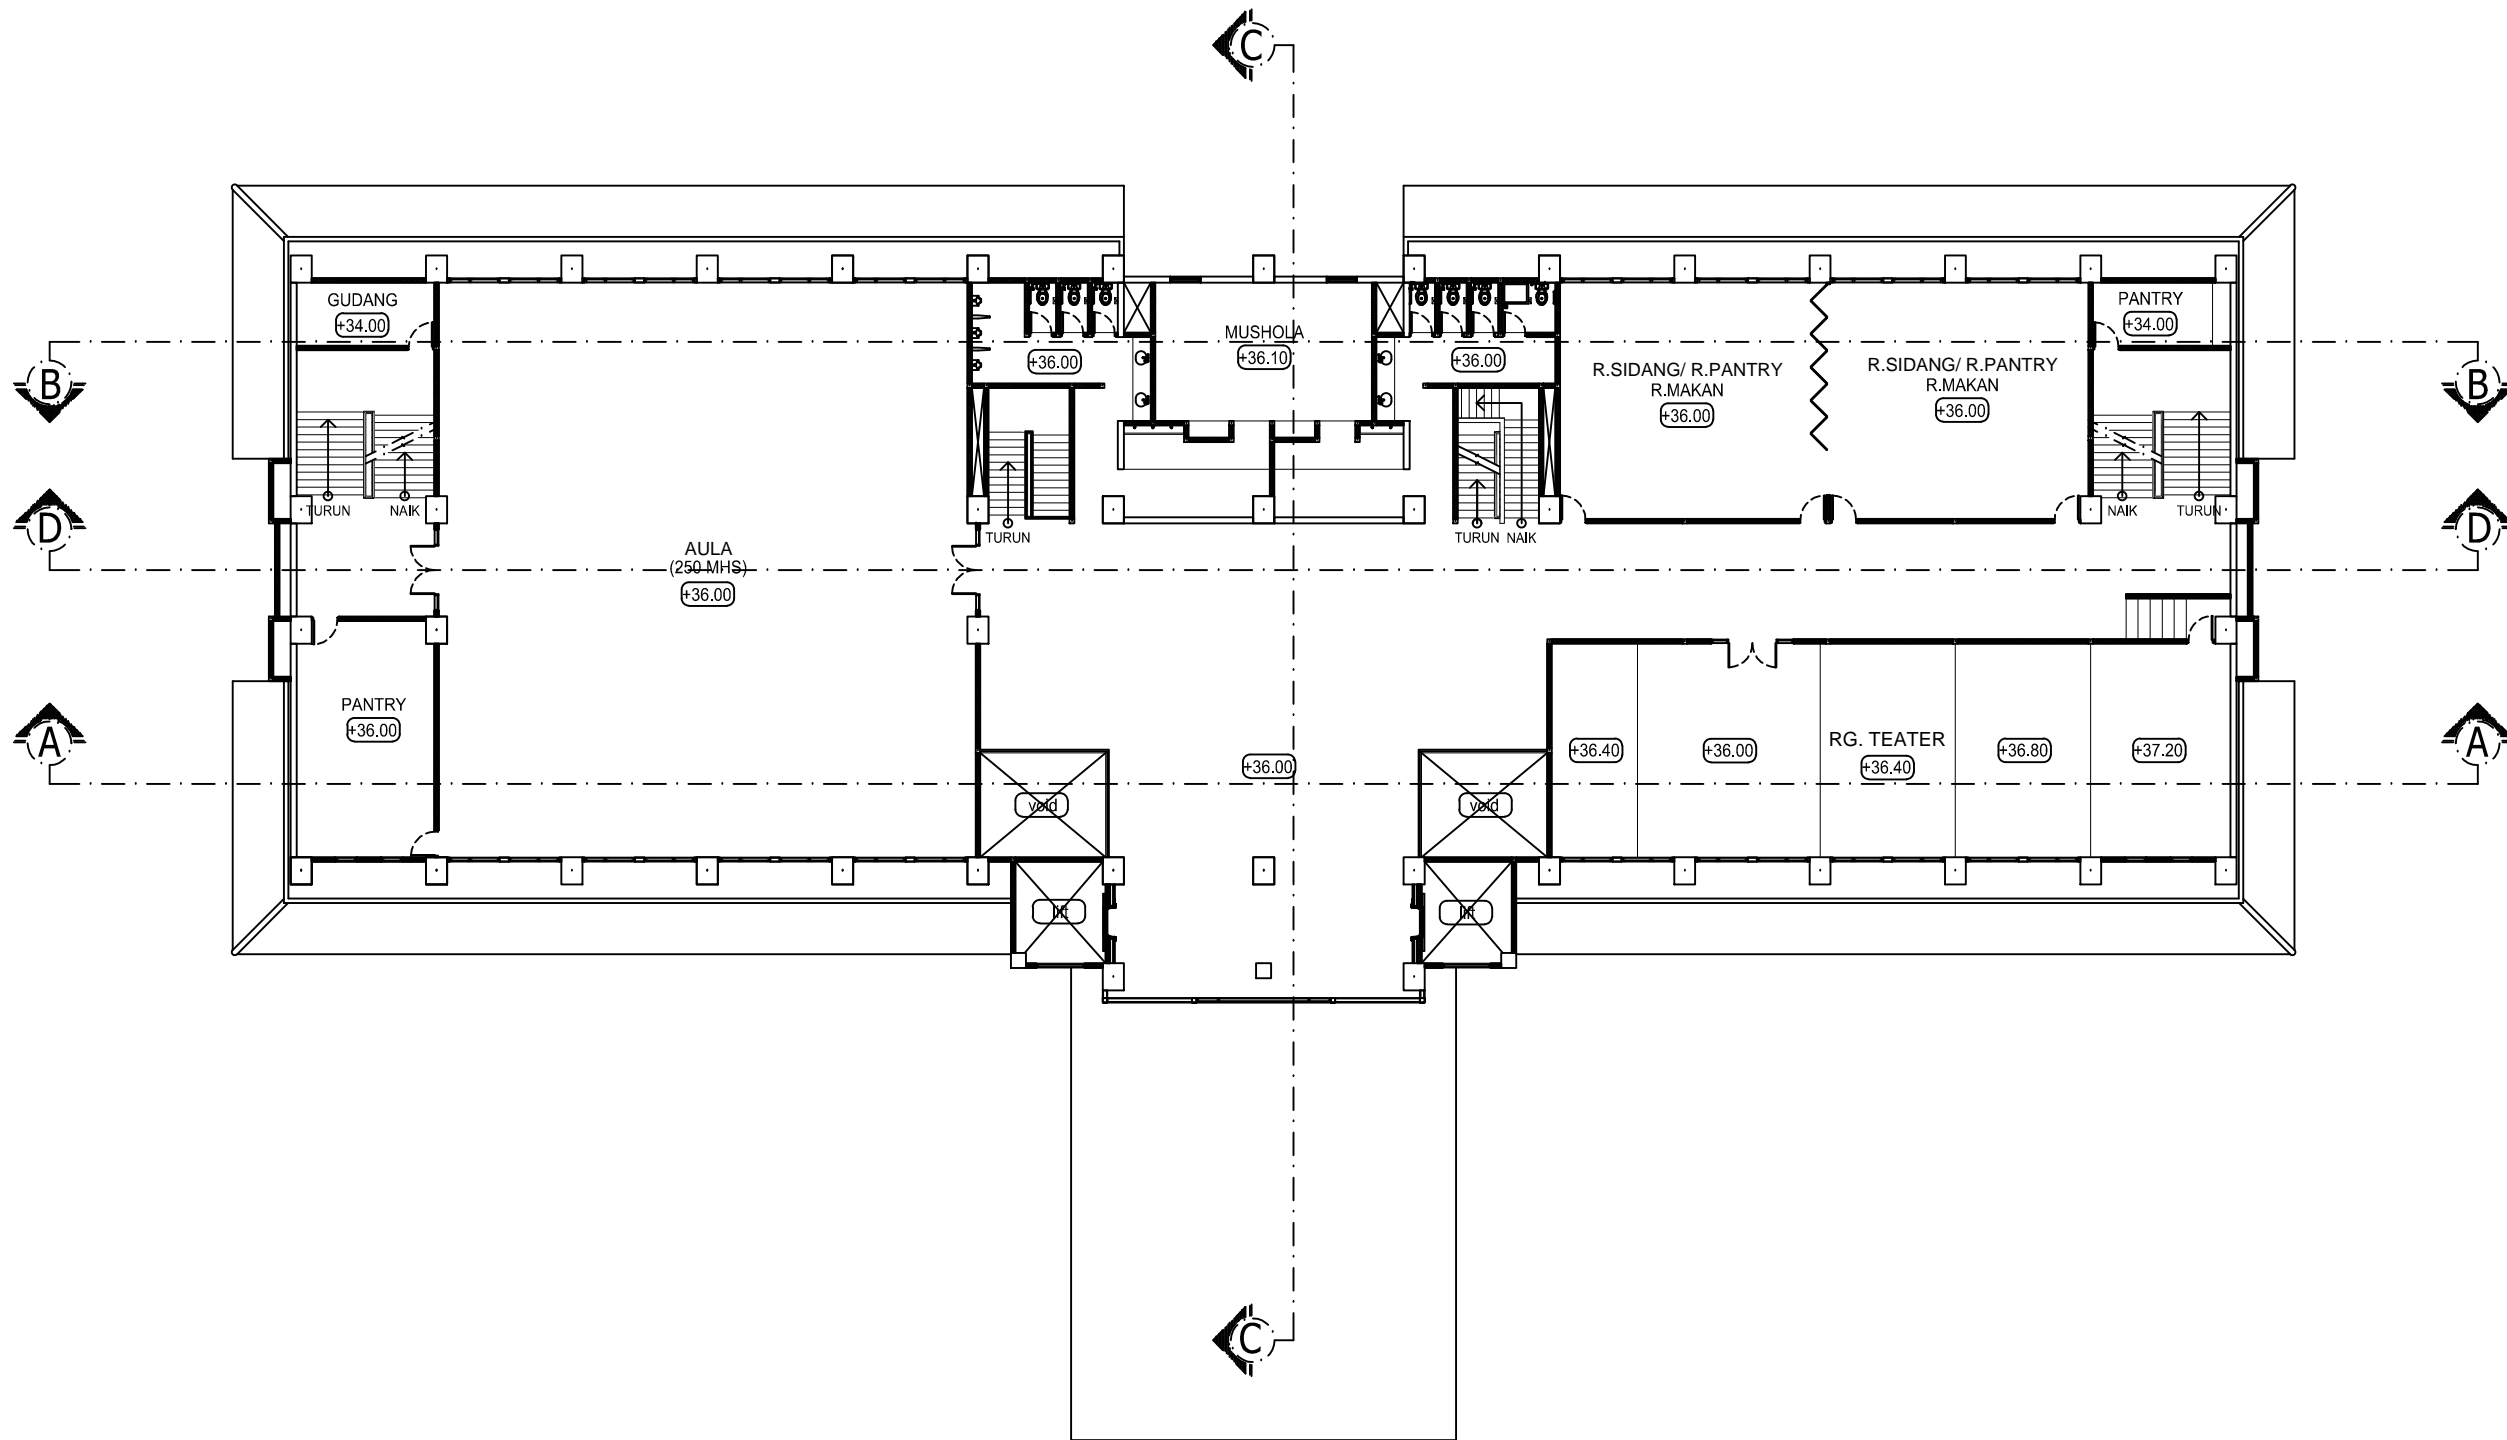 C
GUDANG
+34.00
PANTRY
+34.00
MUSHOLA
+36.10
+36.00
+36.00
R.SIDANG/ R.PANTRY
R.MAKAN
+36.00
R.SIDANG/ R.PANTRY
R.MAKAN
+36.00
B
B
TURUN
NAIK
TURUN
TURUN
NAIK
NAIK
TURUN
D
D
AULA
(250 MHS)
+36.00
PANTRY
+36.00
A
A
+36.00
+36.40
+36.00
RG. TEATER
+36.40
+36.80
+37.20
void
void
lift
lift
C